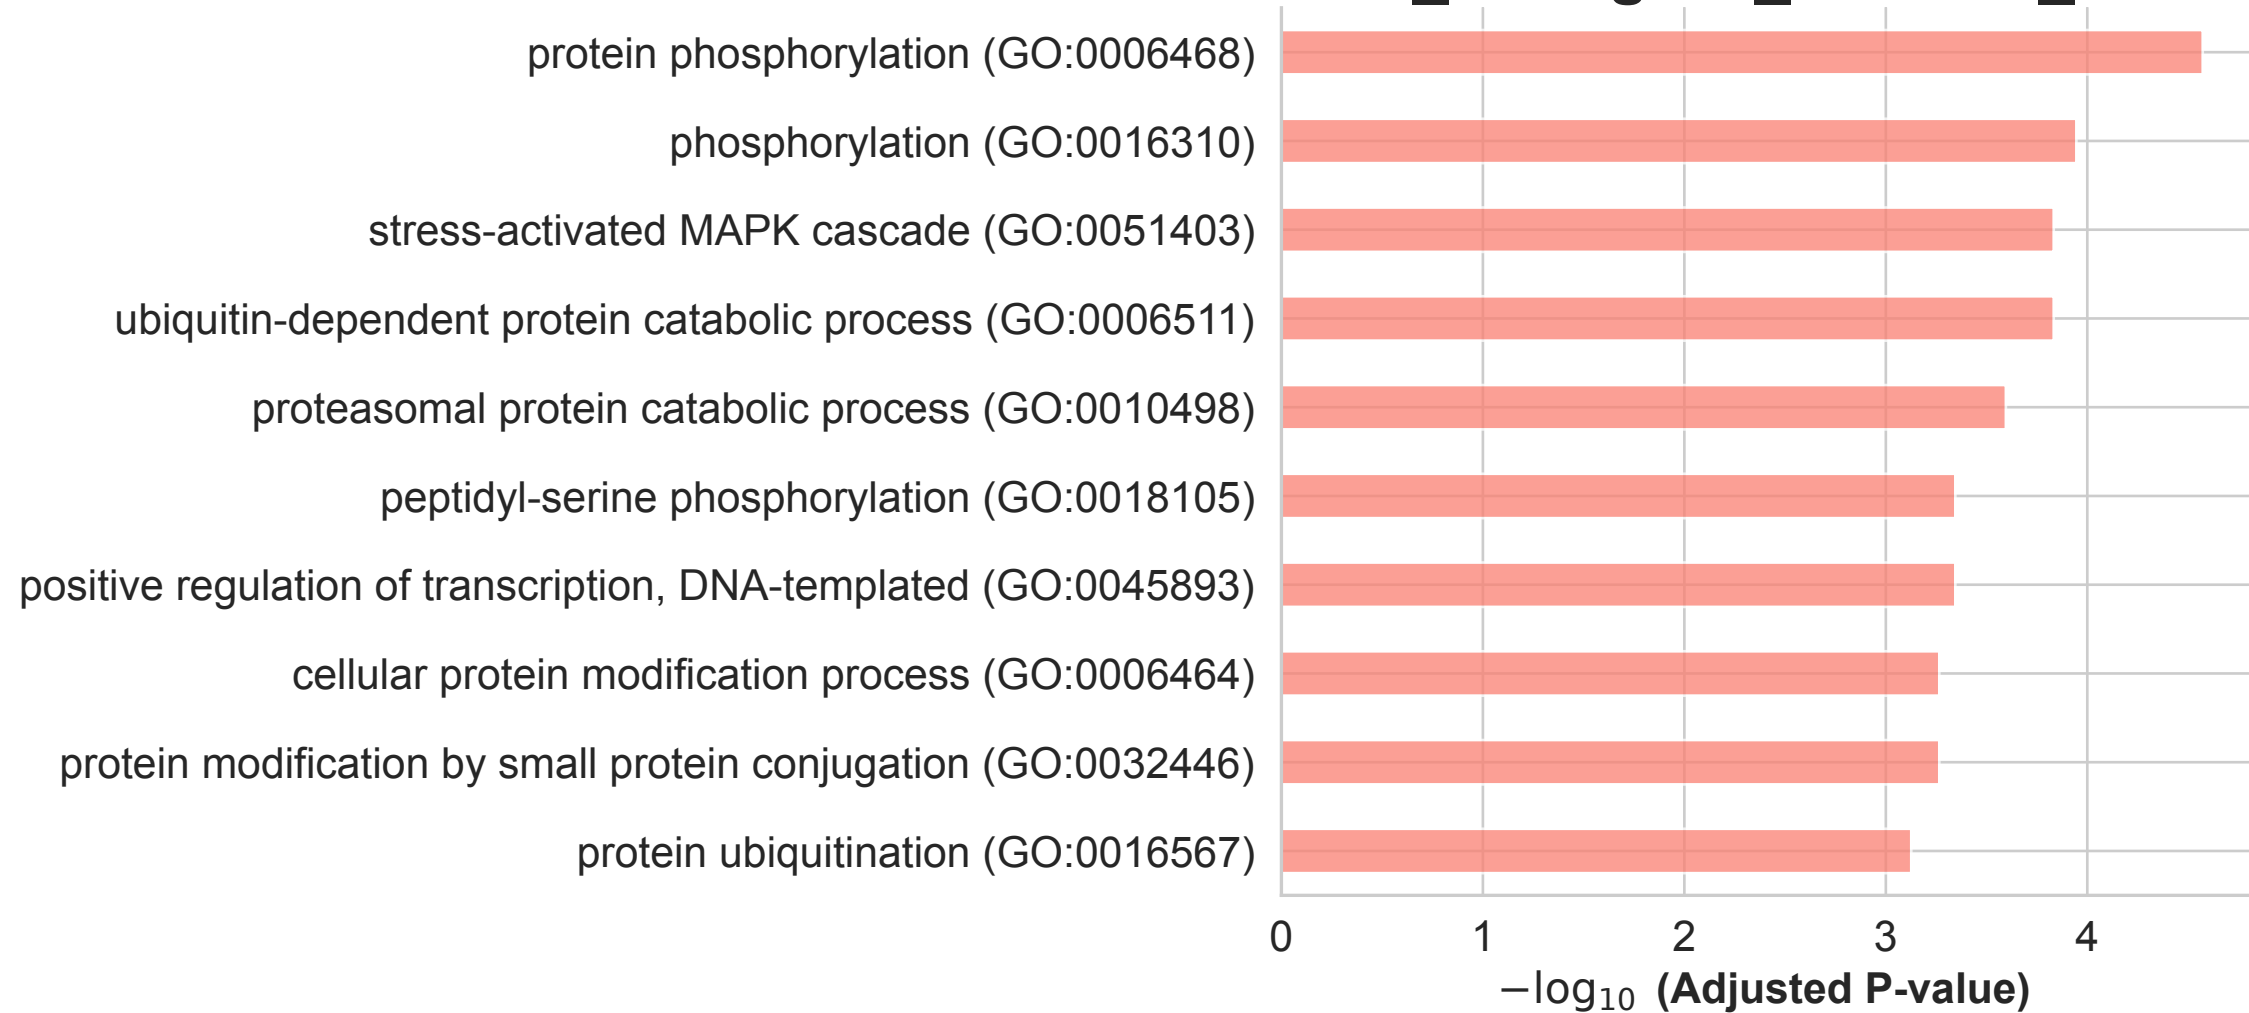 protein phosphorylation (GO:0006468)
phosphorylation (GO:0016310)
stress-activated MAPK cascade (GO:0051403)
ubiquitin-dependent protein catabolic process (GO:0006511)
proteasomal protein catabolic process (GO:0010498)
peptidyl-serine phosphorylation (GO:0018105)
positive regulation of transcription, DNA-templated (GO:0045893)
cellular protein modification process (GO:0006464)
protein modification by small protein conjugation (GO:0032446)
protein ubiquitination (GO:0016567)
0 1 2 3 4
−log₁₀ (Adjusted P-value)